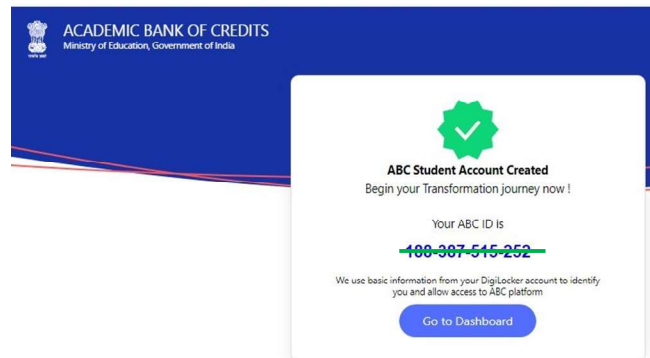 ACADEMIC BANK OF CREDITS
Ministry of Education, Government of India
ABC Student Account Created
Begin your Transformation journey now !
Your ABC ID is
We use basic information from your DigiLocker account to identify
you and allow access to ABC platform
Go to Dashboard